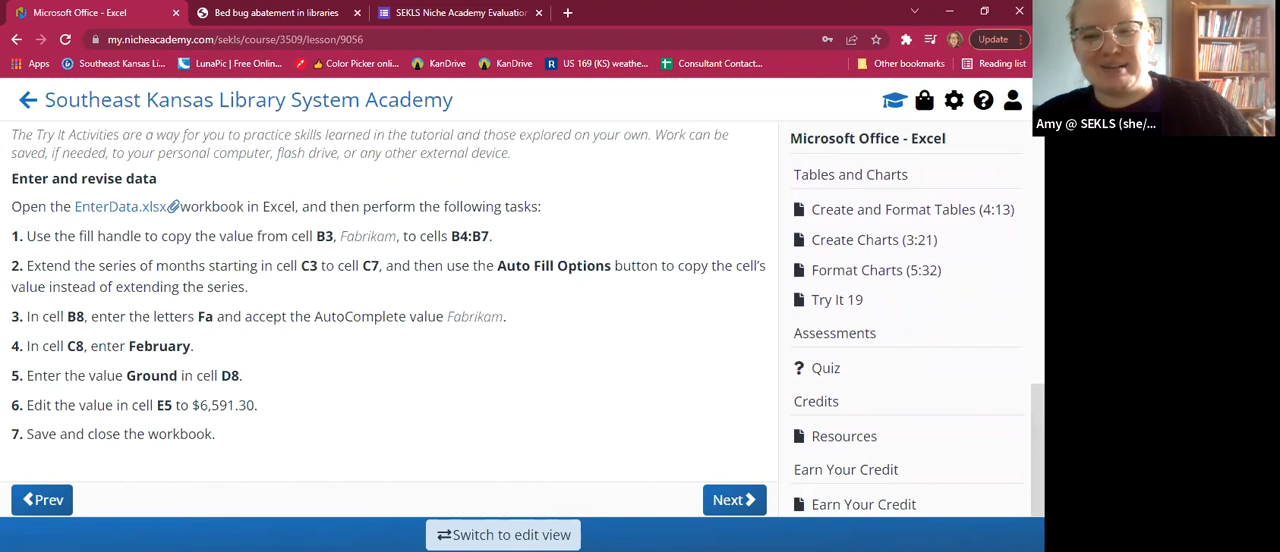 Microsoft Office - Excel
Bed bug abatement in libraries
SEKLS Niche Academy Evaluation
my.nicheacademy.com/sekls/course/3509/lesson/9056
Update
Apps
Southeast Kansas Li...
LunaPic | Free Onlin...
Color Picker onli...
KanDrive
KanDrive
US 169 (KS) weathe...
Consultant Contact...
Other bookmarks
Reading list
Southeast Kansas Library System Academy
Amy @ SEKLS (she/...
The Try It Activities are a way for you to practice skills learned in the tutorial and those explored on your own. Work can be
saved, if needed, to your personal computer, flash drive, or any other external device.
Enter and revise data
Open the EnterData.xlsx workbook in Excel, and then perform the following tasks:
1. Use the fill handle to copy the value from cell B3, Fabrikam, to cells B4:B7.
2. Extend the series of months starting in cell C3 to cell C7, and then use the Auto Fill Options button to copy the cell's
value instead of extending the series.
3. In cell B8, enter the letters Fa and accept the AutoComplete value Fabrikam.
4. In cell C8, enter February.
5. Enter the value Ground in cell D8.
6. Edit the value in cell E5 to $6,591.30.
7. Save and close the workbook.
Prev
Next
Switch to edit view
Microsoft Office - Excel
Tables and Charts
Create and Format Tables (4:13)
Create Charts (3:21)
Format Charts (5:32)
Try It 19
Assessments
? Quiz
Credits
Resources
Earn Your Credit
Earn Your Credit